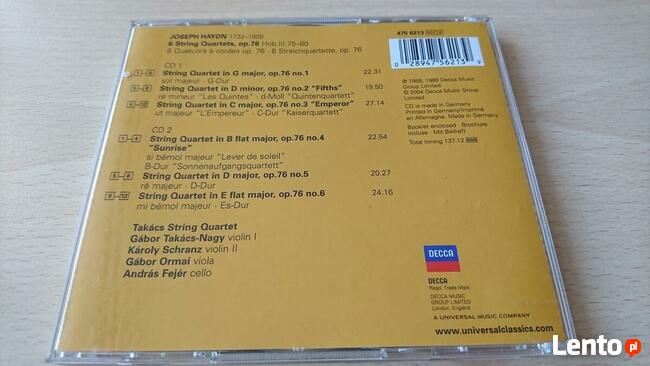 JOSEPH HAYDN 1732–1809
6 String Quartets, op.76 Hob.III:75–80
6 Quatuors à cordes op.76 · 6 Streichquartette, op.76
475 6213
0 28947 56213 9
CD 1
1–4 String Quartet in G major, op.76 no.1 22.31
sol majeur · G-Dur
5–8 String Quartet in D minor, op.76 no.2 "Fifths" 19.50
ré mineur "Les Quintes" · d-Moll "Quintenquartett"
9–12 String Quartet in C major, op.76 no.3 "Emperor" 27.14
ut majeur "L'Empereur" · C-Dur "Kaiserquartett"
CD 2
1–4 String Quartet in B flat major, op.76 no.4 22.54
"Sunrise"
si bémol majeur "Lever de soleil"
B-Dur "Sonnenaufgangsquartett"
5–8 String Quartet in D major, op.76 no.5 20.27
ré majeur · D-Dur
9–12 String Quartet in E flat major, op.76 no.6 24.16
mi bémol majeur · Es-Dur
Takács String Quartet
Gábor Takács-Nagy violin I
Károly Schranz violin II
Gábor Ormai viola
András Fejér cello
℗ 1988, 1989 Decca Music
Group Limited
© 2004 Decca Music Group
Limited
CD is made in Germany
Printed in Germany/Imprimé
en Allemagne. Made in
Germany.
Booklet enclosed · Brochure
incluse · Mit Beiheft
Total timing 137.12
DECCA
DECCA
Regd. Trade Mark
DECCA MUSIC
GROUP LIMITED
London, England
A UNIVERSAL MUSIC COMPANY
www.universalclassics.com
Lento.pl